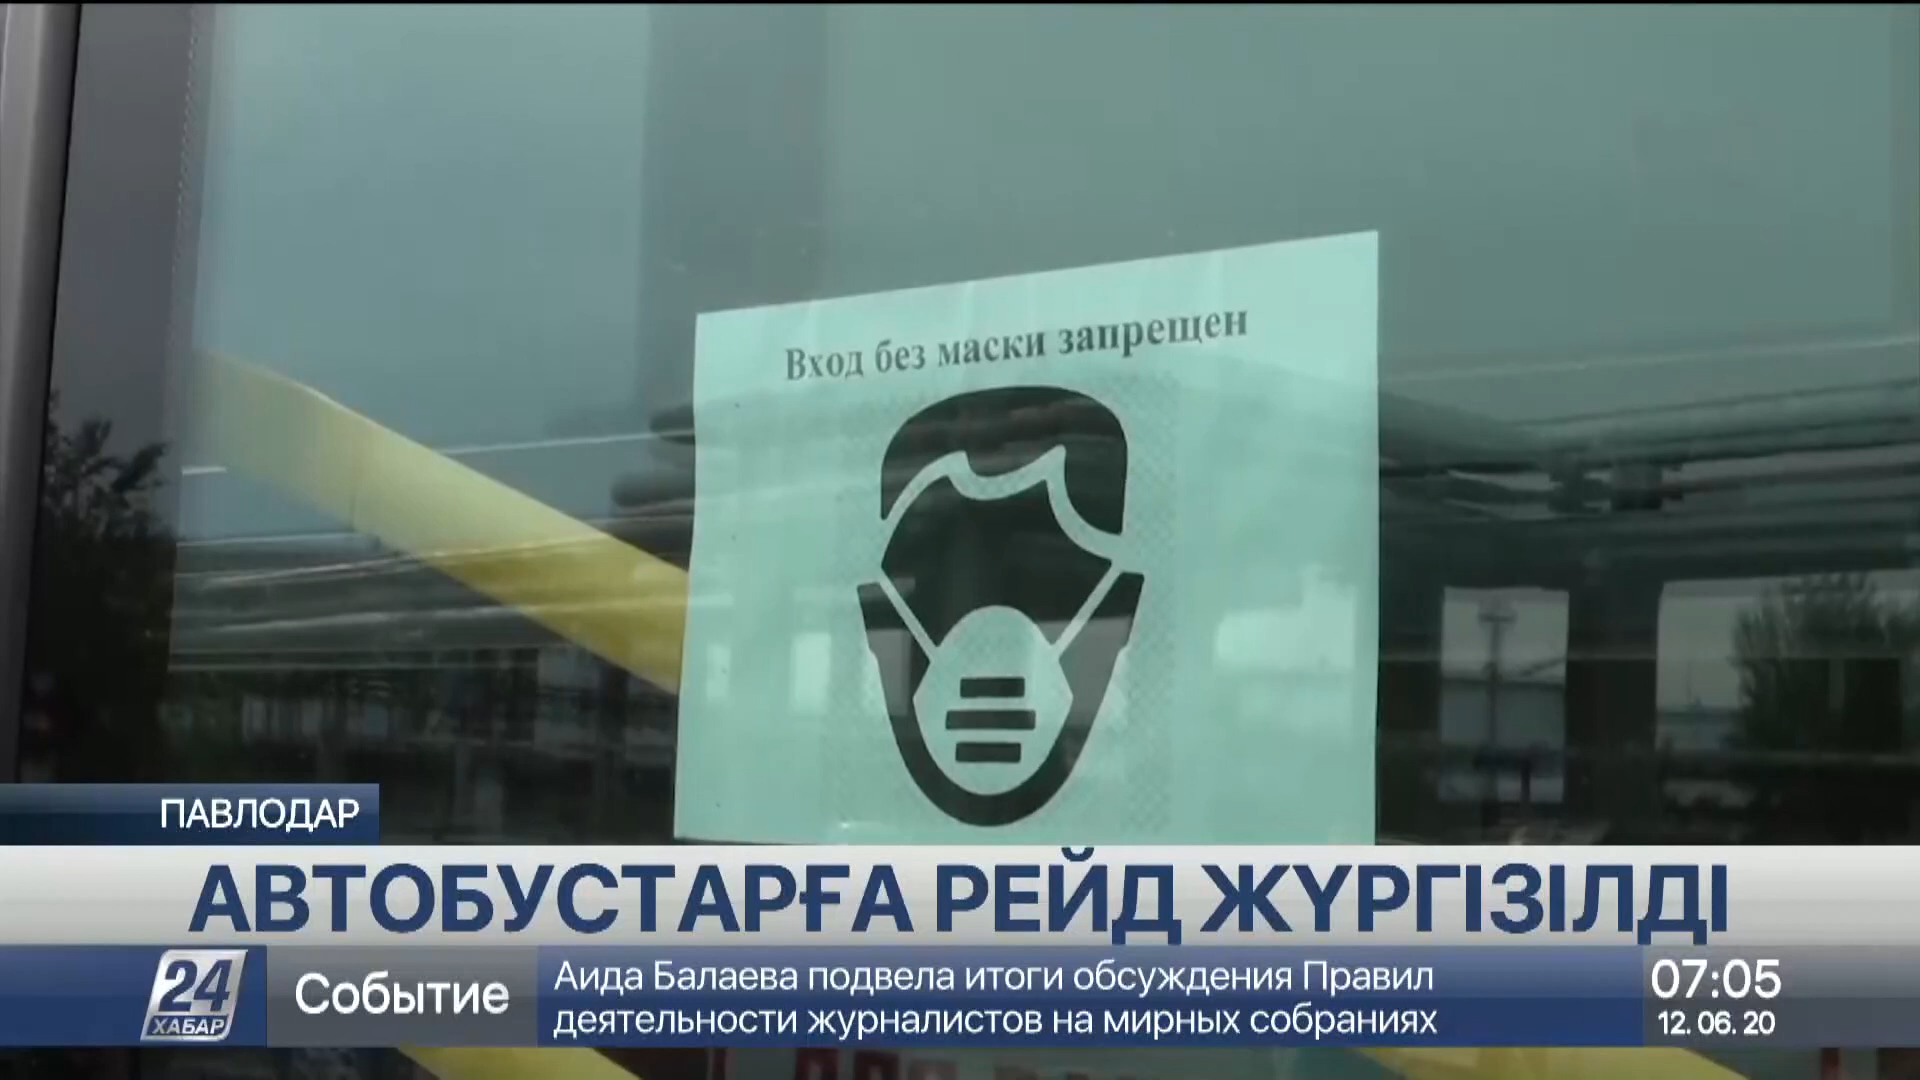 Вход без маски запрещен
ПАВЛОДАР
АВТОБУСТАРҒА РЕЙД ЖҮРГІЗІЛДІ
24
ХАБАР
Событие
Аида Балаева подвела итоги обсуждения Правил
деятельности журналистов на мирных собраниях
07:05
12. 06. 20